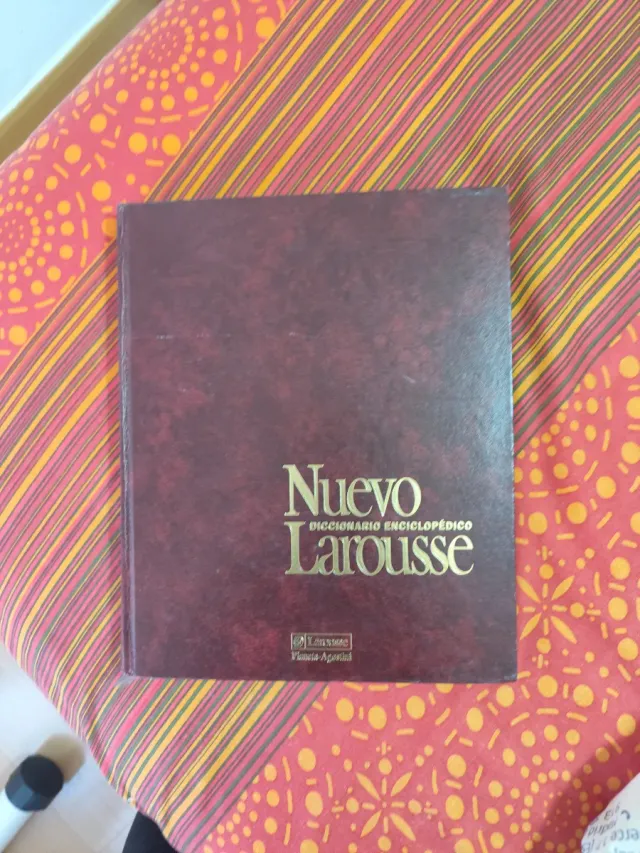 Nuevo
DICCIONARIO ENCICLOPÉDICO
Larousse
Larousse
Planeta-Agostini